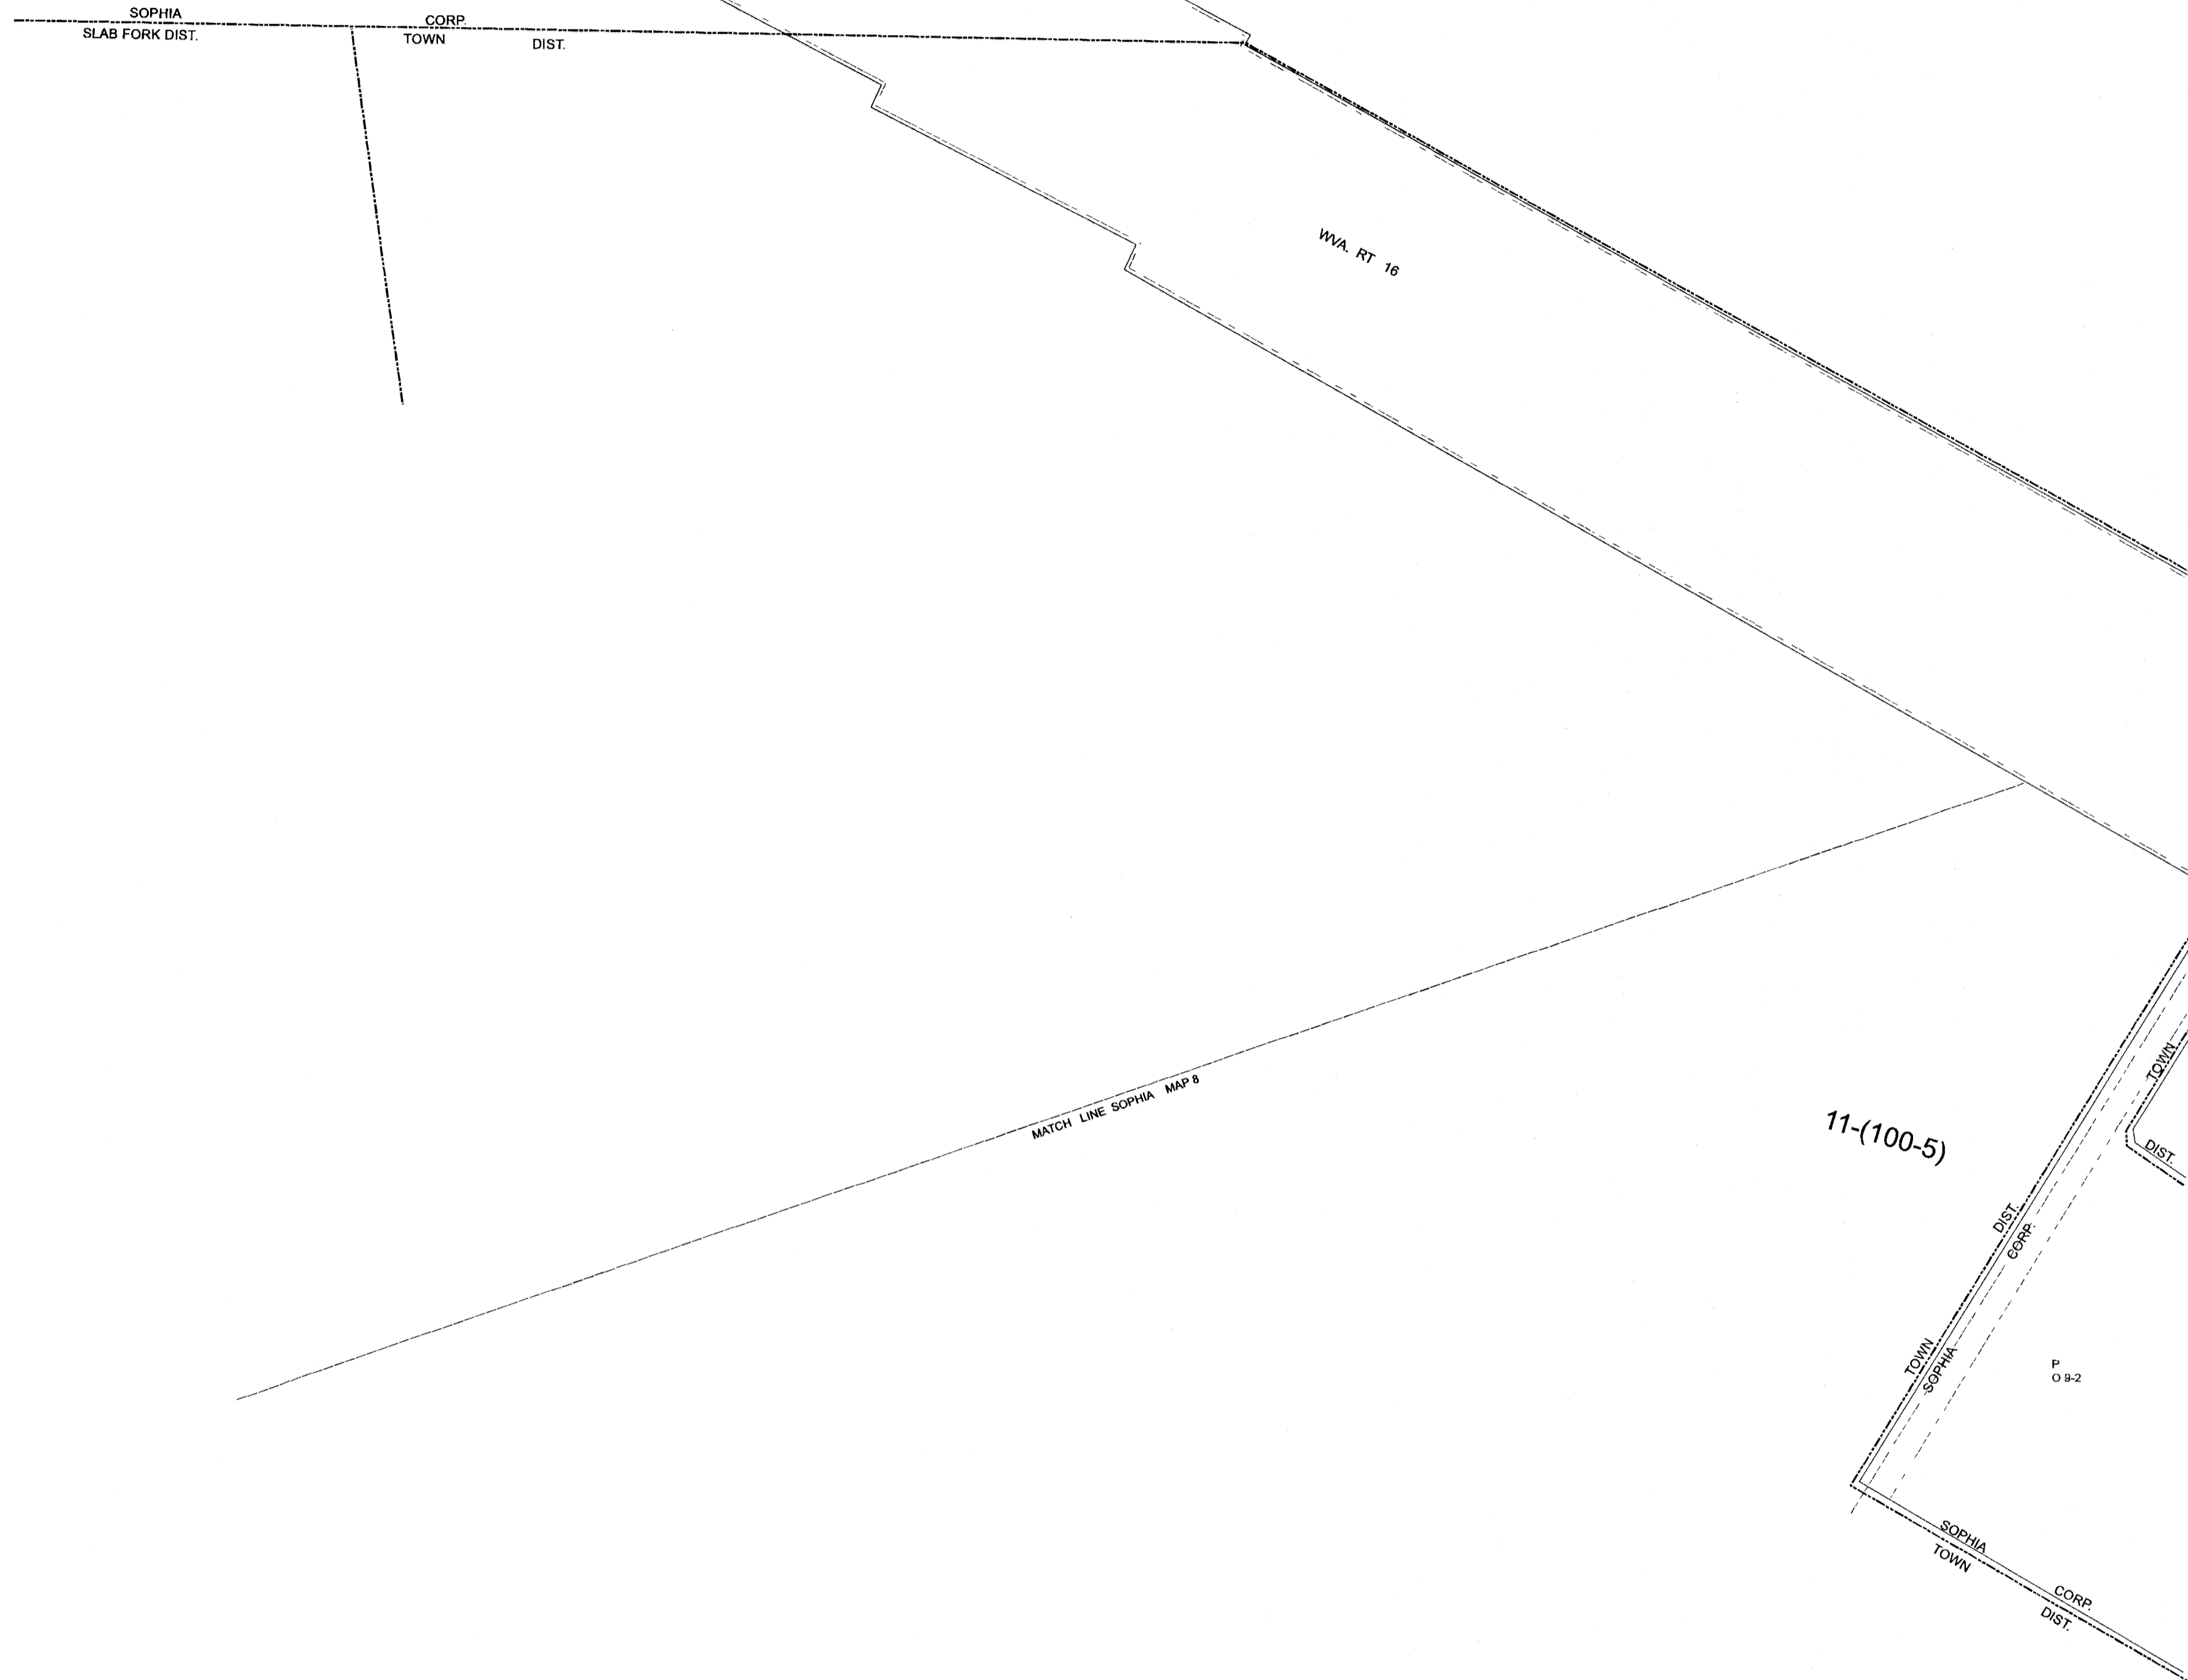 SOPHIA CORP.
SLAB FORK DIST. TOWN DIST.
WVA. RT 16
MATCH LINE SOPHIA MAP 8
11-(100-5)
TOWN
DIST.
TOWN DIST.
SOPHIA CORP.
P
O 9-2
SOPHIA CORP.
TOWN DIST.